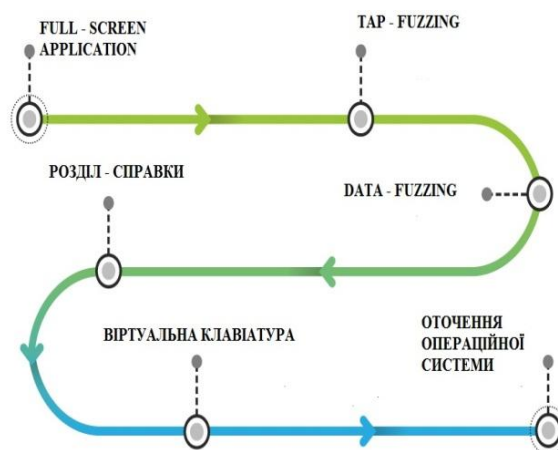 FULL - SCREEN
APPLICATION
TAP - FUZZING
DATA - FUZZING
РОЗДІЛ - СПРАВКИ
ВІРТУАЛЬНА КЛАВІАТУРА
ОТОЧЕННЯ
ОПЕРАЦІЙНОЇ
СИСТЕМИ